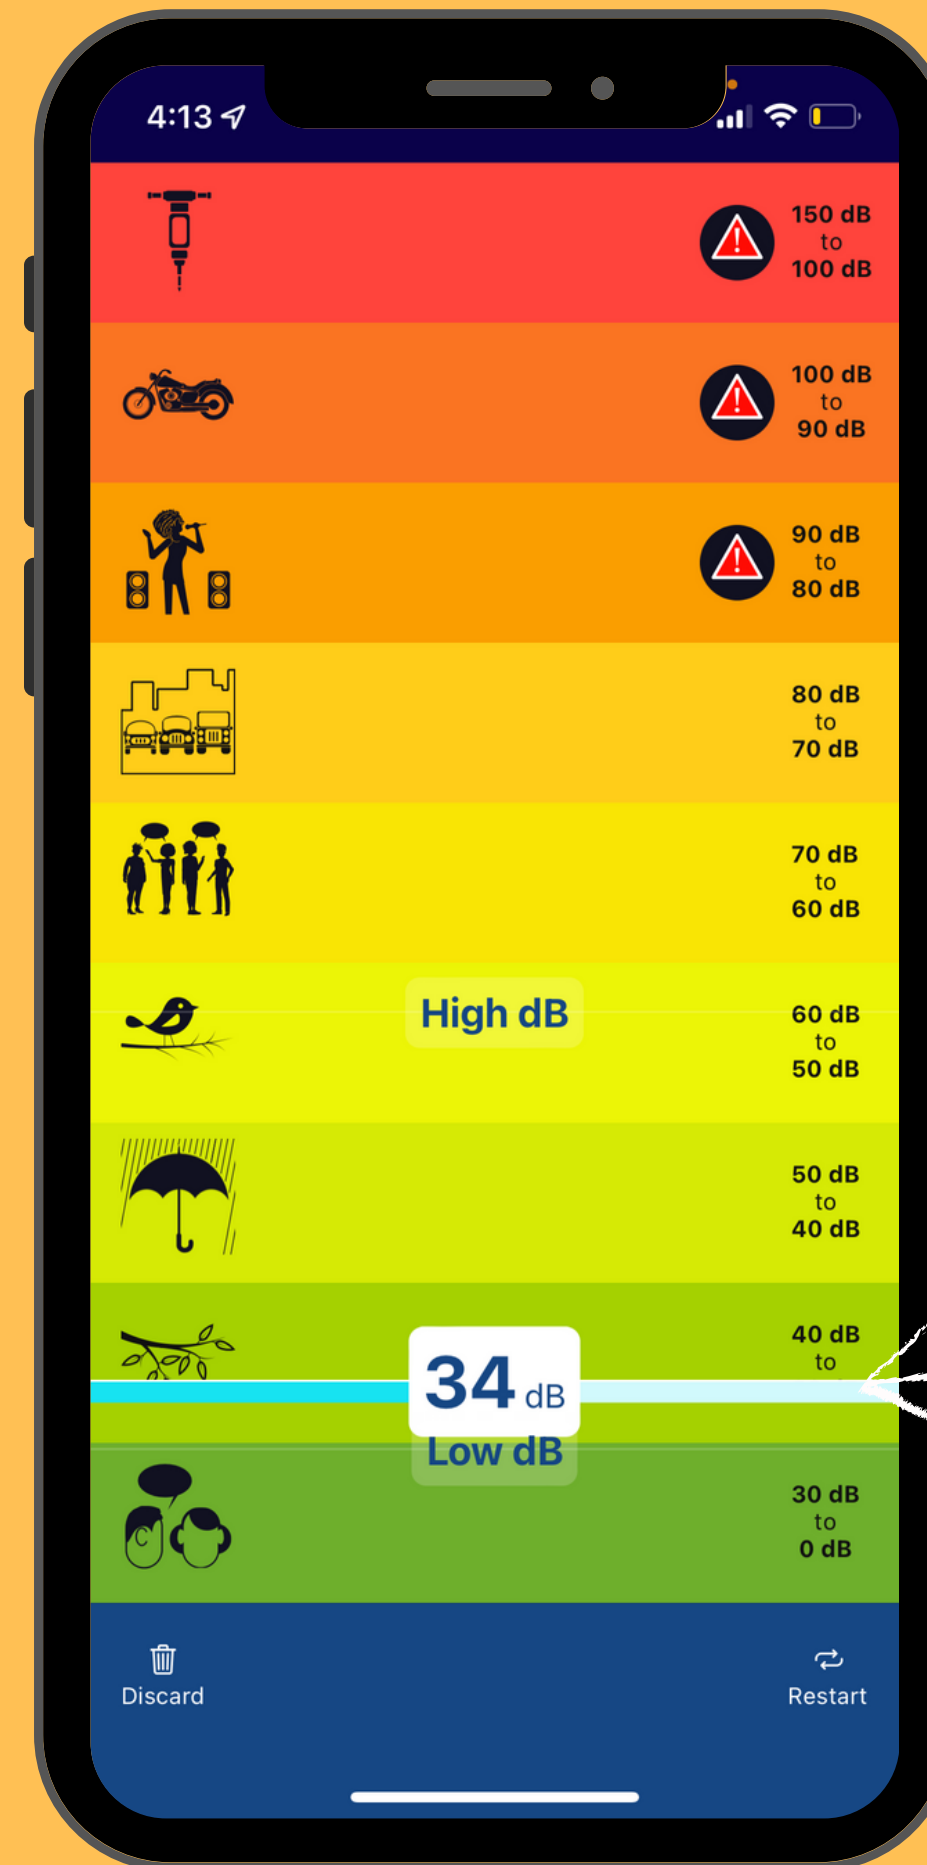 4:13
150 dB
to
100 dB
100 dB
to
90 dB
90 dB
to
80 dB
80 dB
to
70 dB
70 dB
to
60 dB
High dB
60 dB
to
50 dB
50 dB
to
40 dB
40 dB
to
34 dB
Low dB
30 dB
to
0 dB
Discard
Restart